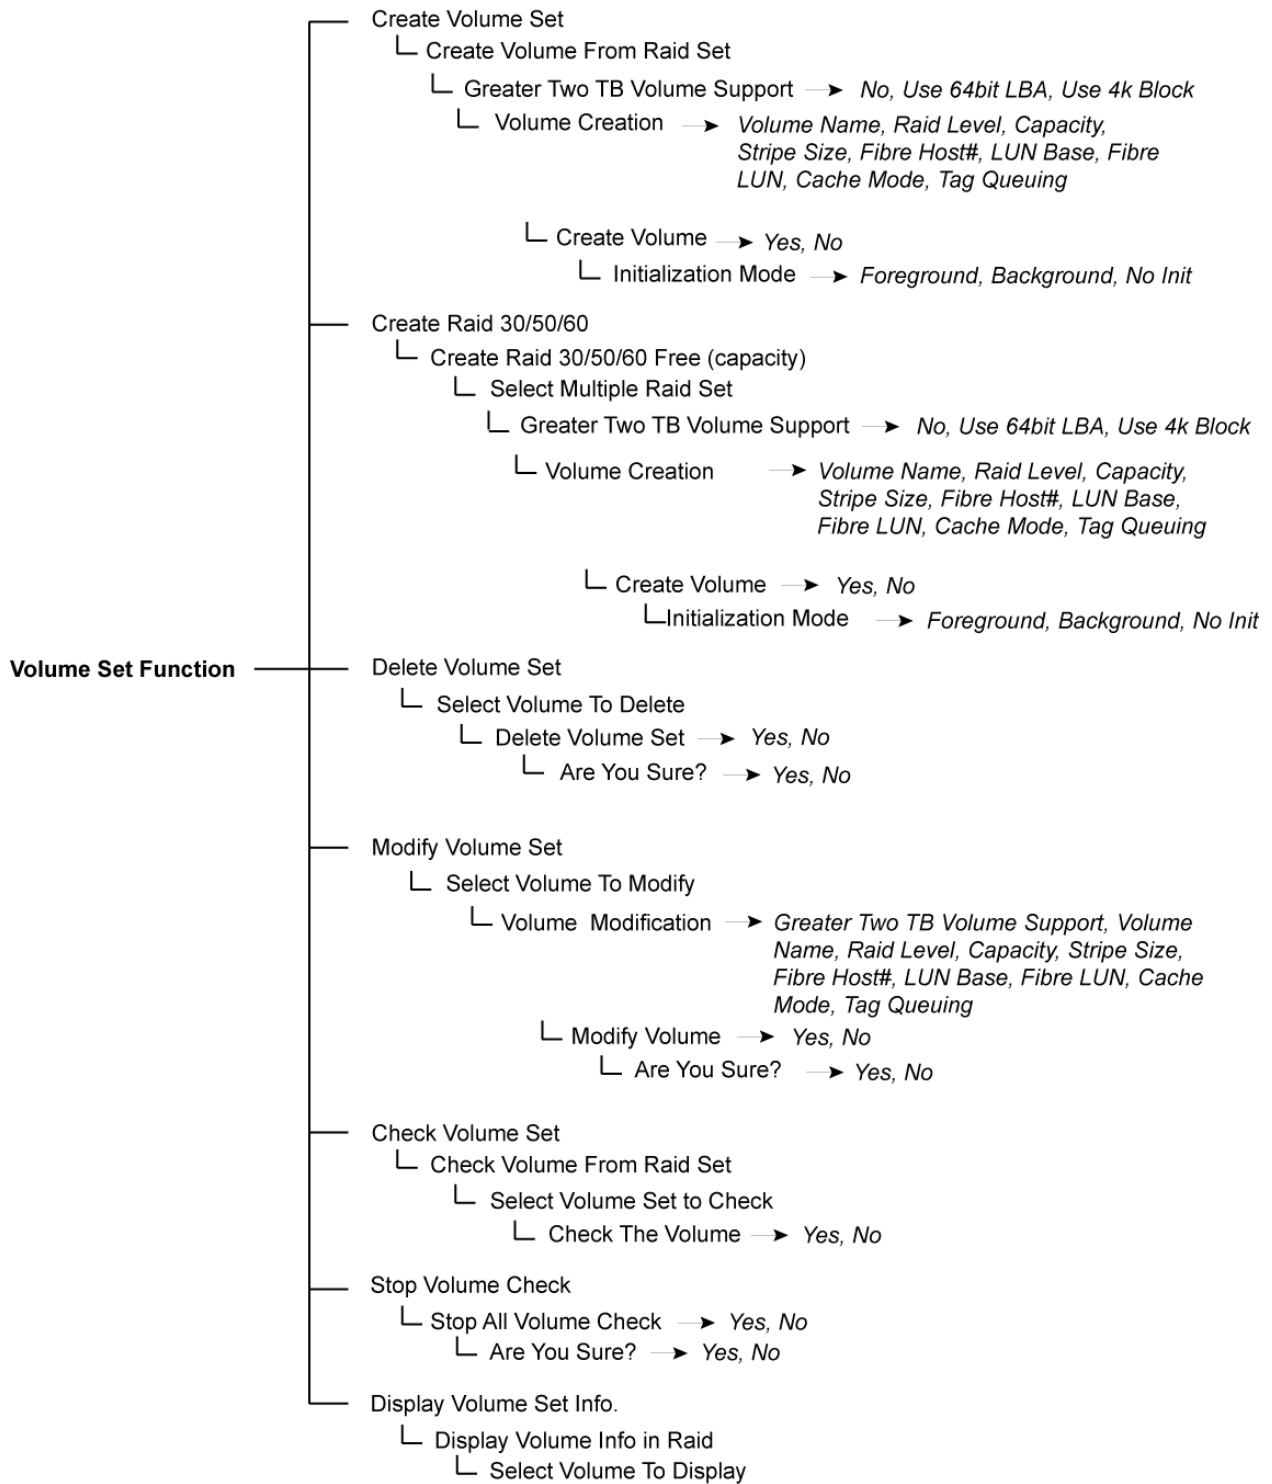 Create Volume Set
Create Volume From Raid Set
Greater Two TB Volume Support No, Use 64bit LBA, Use 4k Block
Volume Creation Volume Name, Raid Level, Capacity,
Stripe Size, Fibre Host#, LUN Base, Fibre
LUN, Cache Mode, Tag Queuing
Create Volume Yes, No
Initialization Mode Foreground, Background, No Init
Create Raid 30/50/60
Create Raid 30/50/60 Free (capacity)
Select Multiple Raid Set
Greater Two TB Volume Support No, Use 64bit LBA, Use 4k Block
Volume Creation Volume Name, Raid Level, Capacity,
Stripe Size, Fibre Host#, LUN Base,
Fibre LUN, Cache Mode, Tag Queuing
Create Volume Yes, No
Initialization Mode Foreground, Background, No Init
Volume Set Function Delete Volume Set
Select Volume To Delete
Delete Volume Set Yes, No
Are You Sure? Yes, No
Modify Volume Set
Select Volume To Modify
Volume Modification Greater Two TB Volume Support, Volume
Name, Raid Level, Capacity, Stripe Size,
Fibre Host#, LUN Base, Fibre LUN, Cache
Mode, Tag Queuing
Modify Volume Yes, No
Are You Sure? Yes, No
Check Volume Set
Check Volume From Raid Set
Select Volume Set to Check
Check The Volume Yes, No
Stop Volume Check
Stop All Volume Check Yes, No
Are You Sure? Yes, No
Display Volume Set Info.
Display Volume Info in Raid
Select Volume To Display